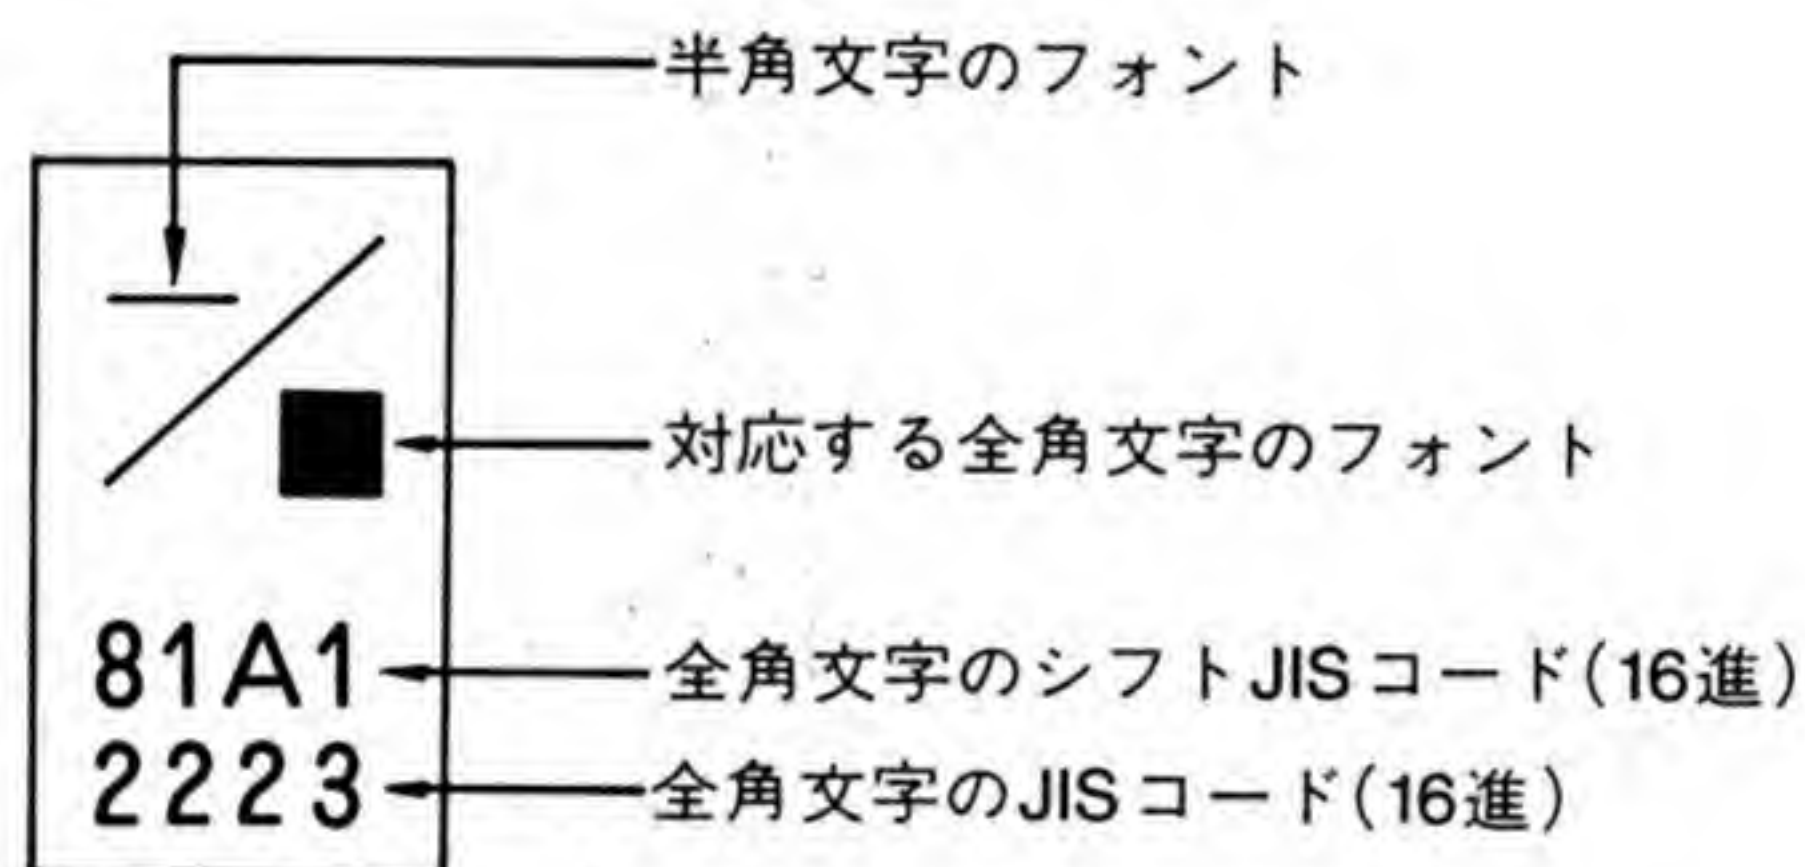 半角文字のフォント
対応する全角文字のフォント
81A1
全角文字のシフトJISコード(16進)
2223
全角文字のJISコード(16進)